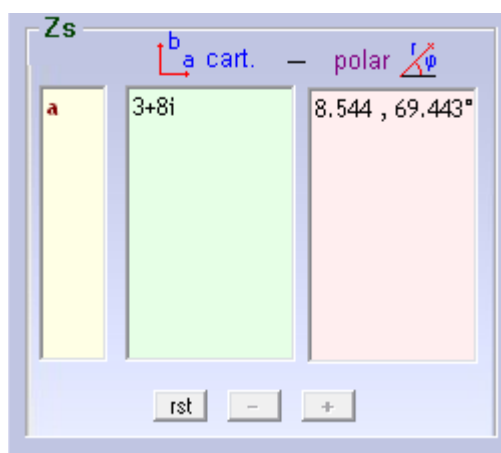 Zs
b
a cart. – polar r φ
a 3+8i 8.544 , 69.443°
rst - +